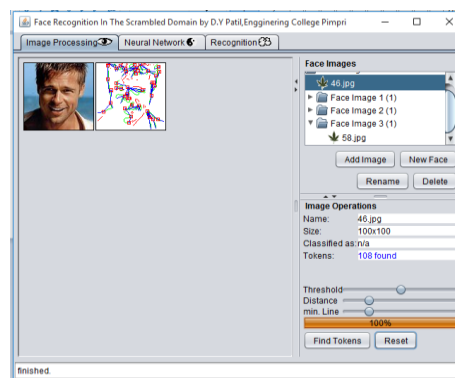 Face Recognition In The Scrambled Domain by D.Y Patil,Engginering College Pimpri
Image Processing Neural Network Recognition
Face Images
46.jpg
Face Image 1 (1)
Face Image 2 (1)
Face Image 3 (1)
58.jpg
Add Image New Face
Rename Delete
Image Operations
Name: 46.jpg
Size: 100x100
Classified as: n/a
Tokens: 108 found
Threshold
Distance
min. Line
100%
Find Tokens Reset
finished.